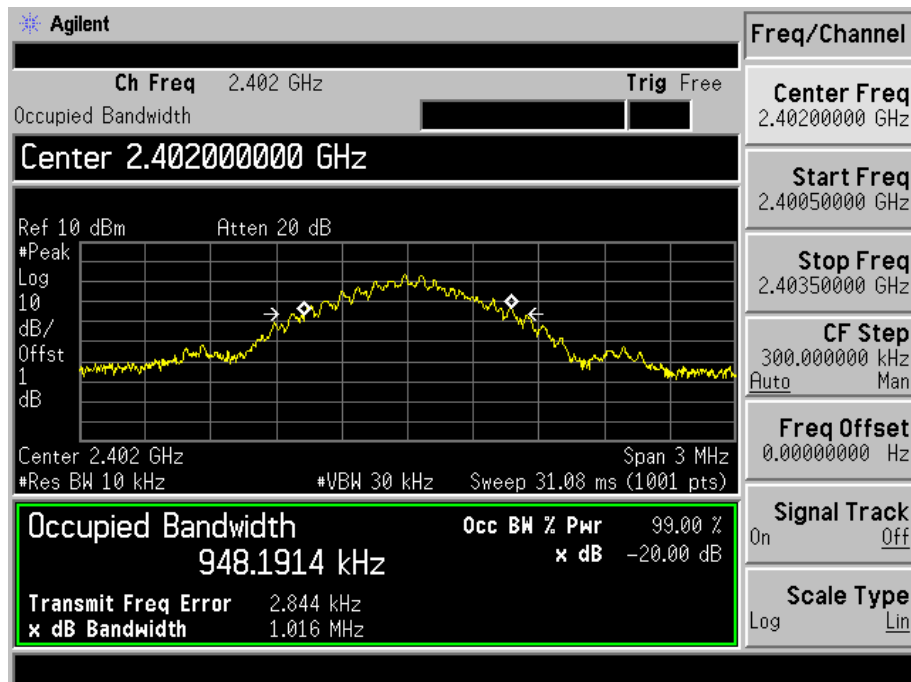 Agilent
Freq/Channel
Ch Freq 2.402 GHz Trig Free
Occupied Bandwidth
Center 2.402000000 GHz
Ref 10 dBm Atten 20 dB
#Peak
Log
10
dB/
Offst
1
dB
Center 2.402 GHz Span 3 MHz
#Res BW 10 kHz #VBW 30 kHz Sweep 31.08 ms (1001 pts)
Occupied Bandwidth Occ BW % Pwr 99.00 %
948.1914 kHz x dB -20.00 dB
Transmit Freq Error 2.844 kHz
x dB Bandwidth 1.016 MHz
Center Freq
2.40200000 GHz
Start Freq
2.40050000 GHz
Stop Freq
2.40350000 GHz
CF Step
300.000000 kHz
Auto Man
Freq Offset
0.00000000 Hz
Signal Track
On Off
Scale Type
Log Lin